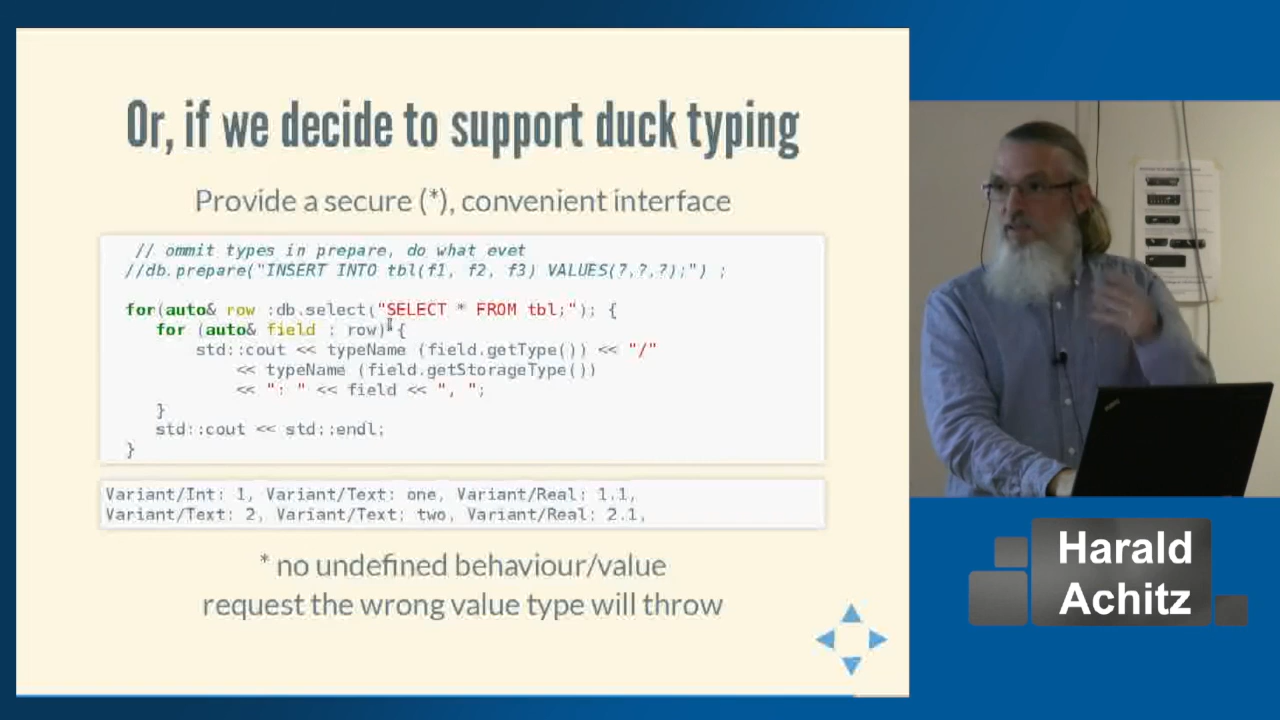 Or, if we decide to support duck typing
Provide a secure (*), convenient interface
// ommit types in prepare, do what evet
//db.prepare("INSERT INTO tbl(f1, f2, f3) VALUES(?,?,?);") ;
for(auto& row :db.select("SELECT * FROM tbl;"); {
for (auto& field : row) {
std::cout << typeName (field.getType()) << "/"
<< typeName (field.getStorageType())
<< ": " << field << ", ";
}
std::cout << std::endl;
}
Variant/Int: 1, Variant/Text: one, Variant/Real: 1.1,
Variant/Text: 2, Variant/Text: two, Variant/Real: 2.1,
* no undefined behaviour/value
request the wrong value type will throw
Harald
Achitz